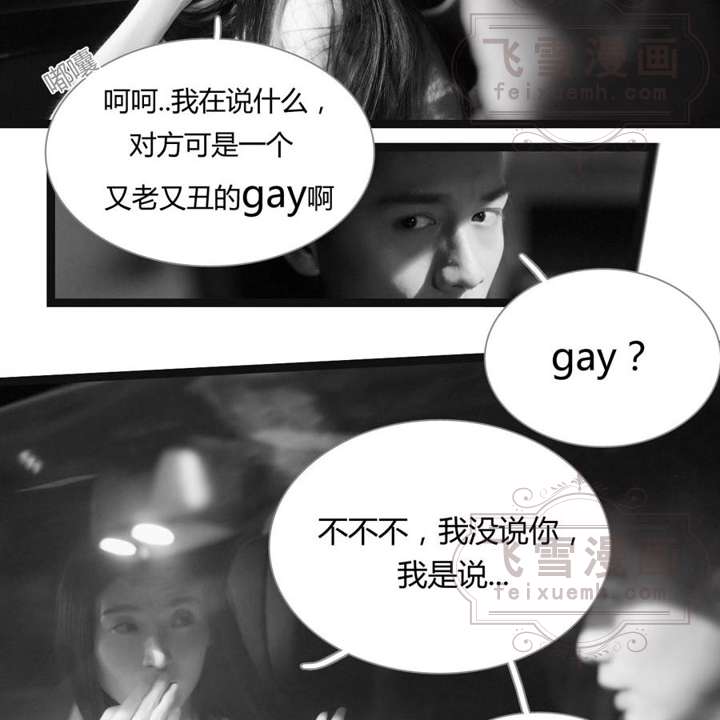 飞雪漫画
feixuemh.com
嘟囔
呵呵..我在说什么，
对方可是一个
又老又丑的gay啊
gay？
不不不，我没说你，
我是说...
飞雪漫画
feixuemh.com